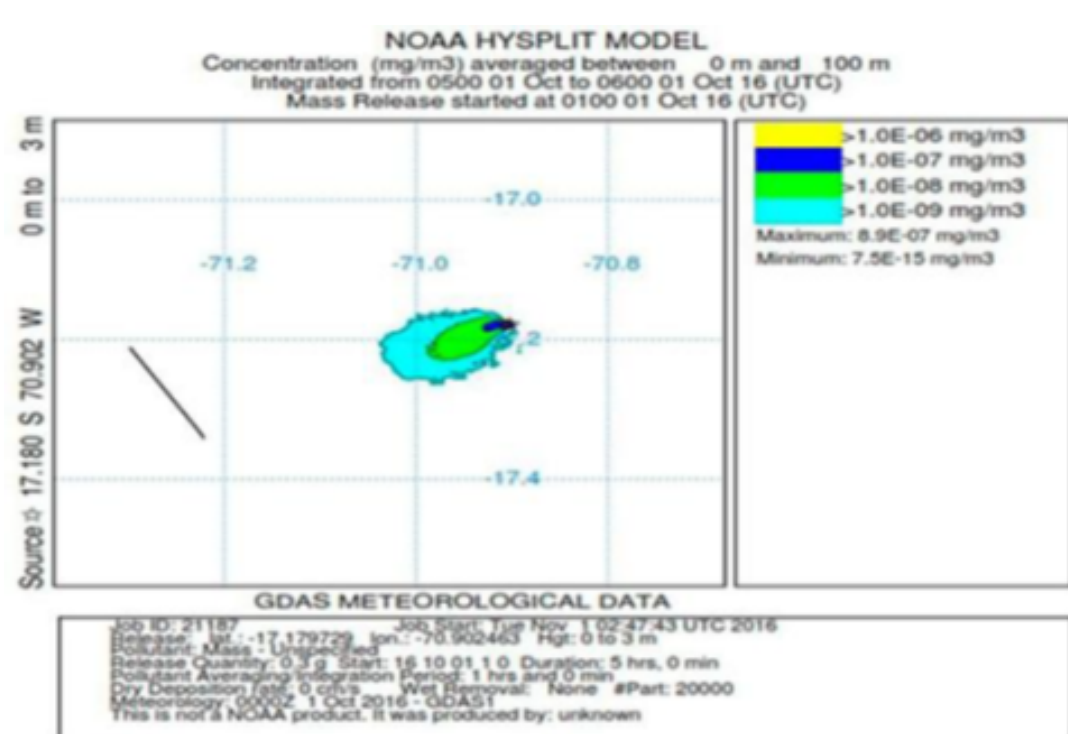 NOAA HYSPLIT MODEL
Concentration (mg/m3) averaged between 0 m and 100 m
Integrated from 0500 01 Oct to 0600 01 Oct 16 (UTC)
Mass Release started at 0100 01 Oct 16 (UTC)
Source ☆ 17.180 S 70.902 W 0 m to 3 m
-17.0
-71.2 -71.0 -70.8
-17.4
>1.0E-06 mg/m3
>1.0E-07 mg/m3
>1.0E-08 mg/m3
>1.0E-09 mg/m3
Maximum: 8.9E-07 mg/m3
Minimum: 7.5E-15 mg/m3
GDAS METEOROLOGICAL DATA
Job ID: 21187 Job Start: Tue Nov 1 02:47:43 UTC 2016
Release: lat.: -17.179729 lon.: -70.902463 Hgt: 0 to 3 m
Pollutant: Mass - Unspecified
Release Quantity: 0.3 g Start: 16 10 01 1 0 Duration: 5 hrs, 0 min
Pollutant Averaging/Integration Period: 1 hrs and 0 min
Dry Deposition rate: 0 cm/s Wet Removal: None #Part: 20000
Meteorology: 0000Z 1 Oct 2016 - GDAS1
This is not a NOAA product. It was produced by: unknown